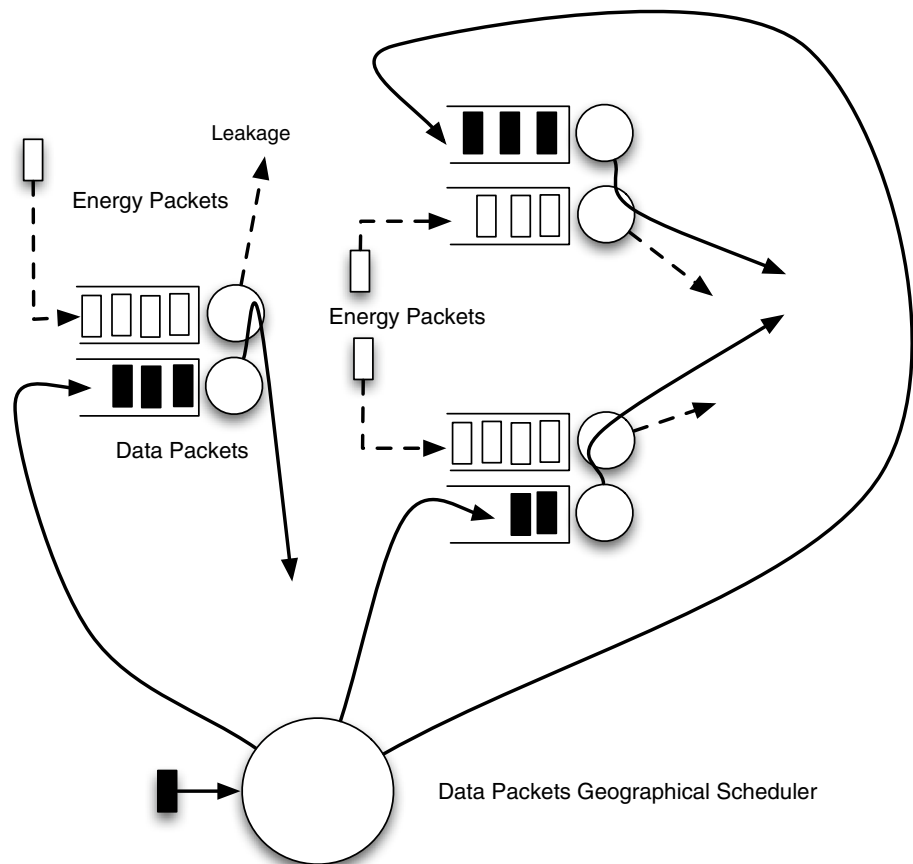 Leakage
Energy Packets
Energy Packets
Data Packets
Data Packets Geographical Scheduler